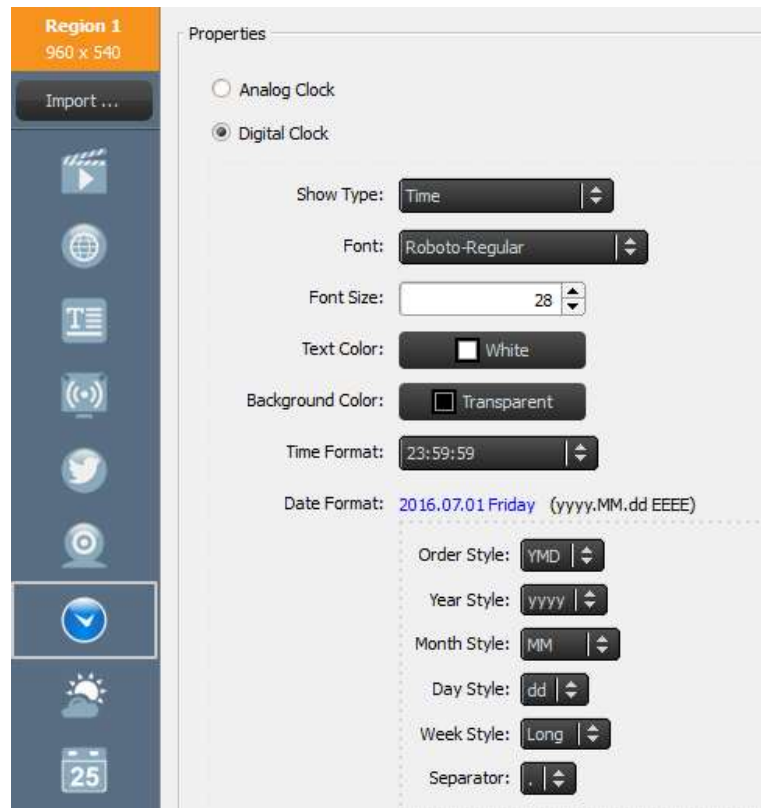 Region 1
960 x 540
Import ...
25
Properties
Analog Clock
Digital Clock
Show Type: Time
Font: Roboto-Regular
Font Size: 28
Text Color: White
Background Color: Transparent
Time Format: 23:59:59
Date Format: 2016.07.01 Friday (yyyy.MM.dd EEEE)
Order Style: YMD
Year Style: yyyy
Month Style: MM
Day Style: dd
Week Style: Long
Separator: .